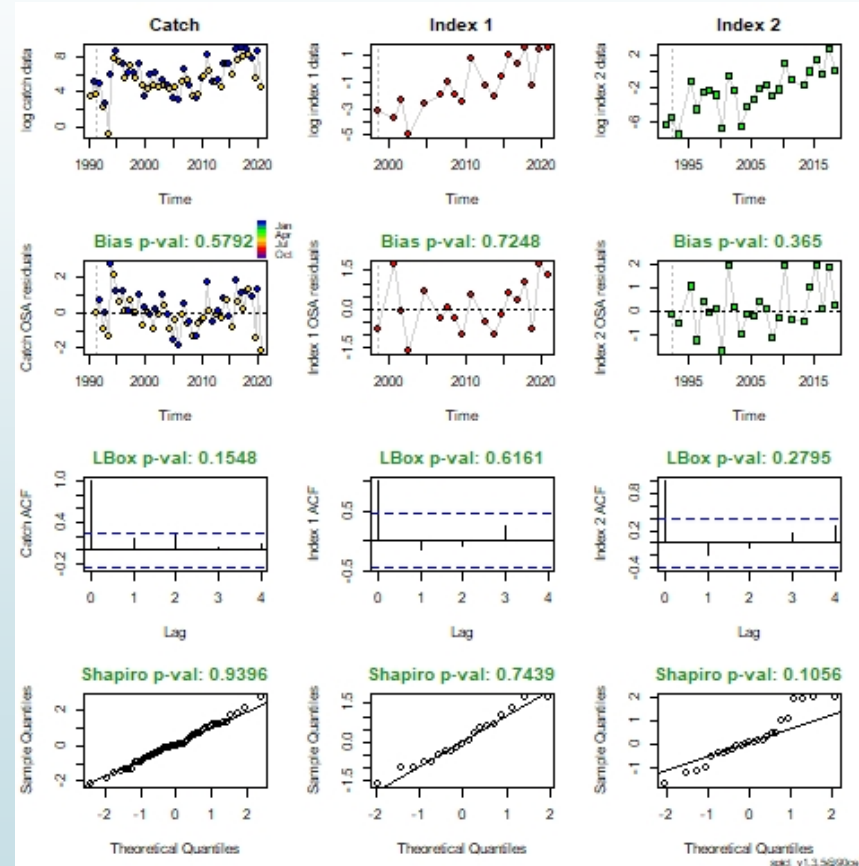 Catch
Index 1
Index 2
log catch data
8
4
0
1990
2000
2010
2020
Time
log index 1 data
1
-1
-3
-5
2000
2010
2020
Time
log index 2 data
2
-2
-6
1995
2005
2015
Time
Jan
Apr
Jul
Oct
Bias p-val: 0.5792
Bias p-val: 0.7248
Bias p-val: 0.365
Catch OSA residuals
2
0
-2
1990
2000
2010
2020
Time
Index 1 OSA residuals
1.5
0.0
-1.5
2000
2010
2020
Time
Index 2 OSA residuals
2
1
-1
1995
2005
2015
Time
LBox p-val: 0.1548
LBox p-val: 0.6161
LBox p-val: 0.2795
Catch ACF
1.0
0.4
-0.2
0 1 2 3 4
Lag
Index 1 ACF
0.5
-0.5
0 1 2 3 4
Lag
Index 2 ACF
0.8
0.2
-0.4
0 1 2 3 4
Lag
Shapiro p-val: 0.9396
Shapiro p-val: 0.7439
Shapiro p-val: 0.1056
Sample Quantiles
2
0
-2
-2 -1 0 1 2
Theoretical Quantiles
Sample Quantiles
1.5
0.0
-1.5
-2 -1 0 1 2
Theoretical Quantiles
Sample Quantiles
2
1
-1
-2 -1 0 1 2
Theoretical Quantiles